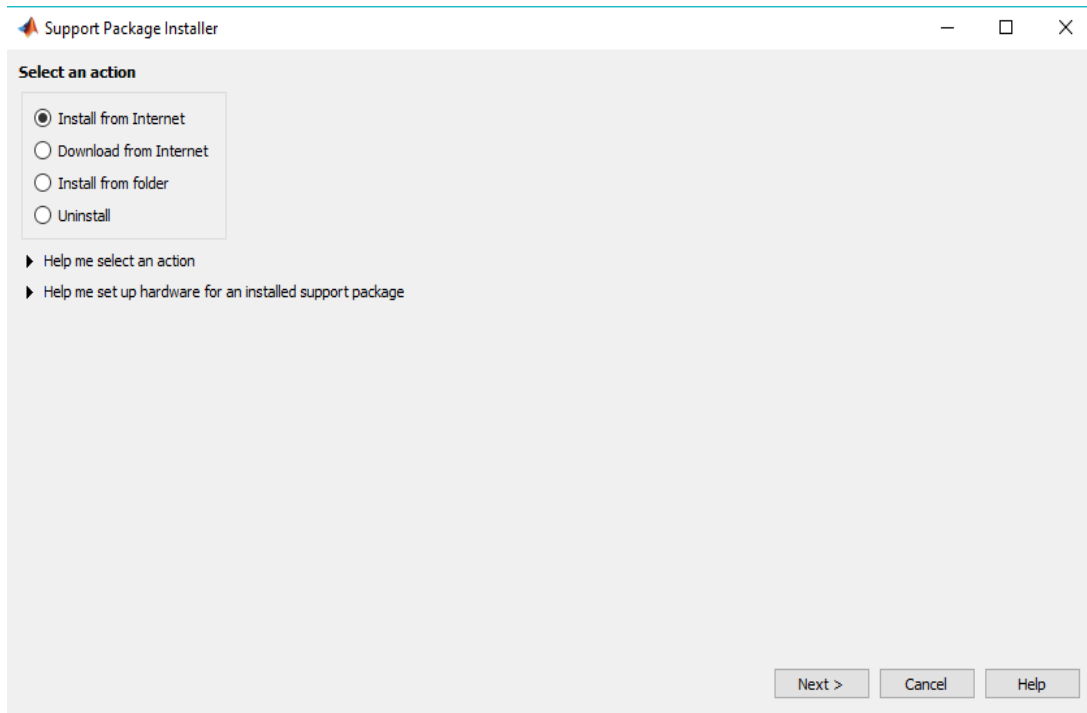 Support Package Installer
Select an action
Install from Internet
Download from Internet
Install from folder
Uninstall
Help me select an action
Help me set up hardware for an installed support package
Next > Cancel Help